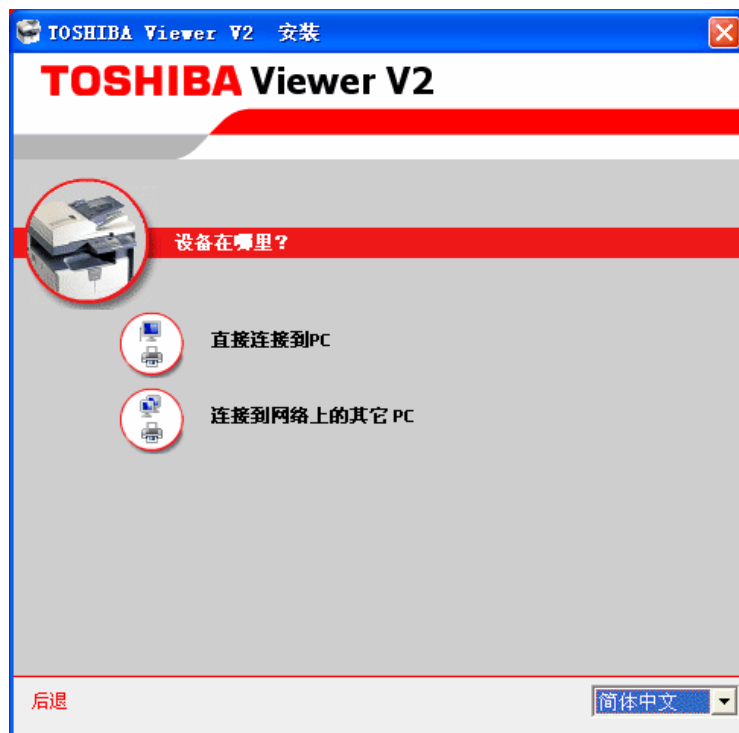 TOSHIBA Viewer V2 安装
TOSHIBA Viewer V2
设备在哪里?
直接连接到PC
连接到网络上的其它 PC
后退
简体中文